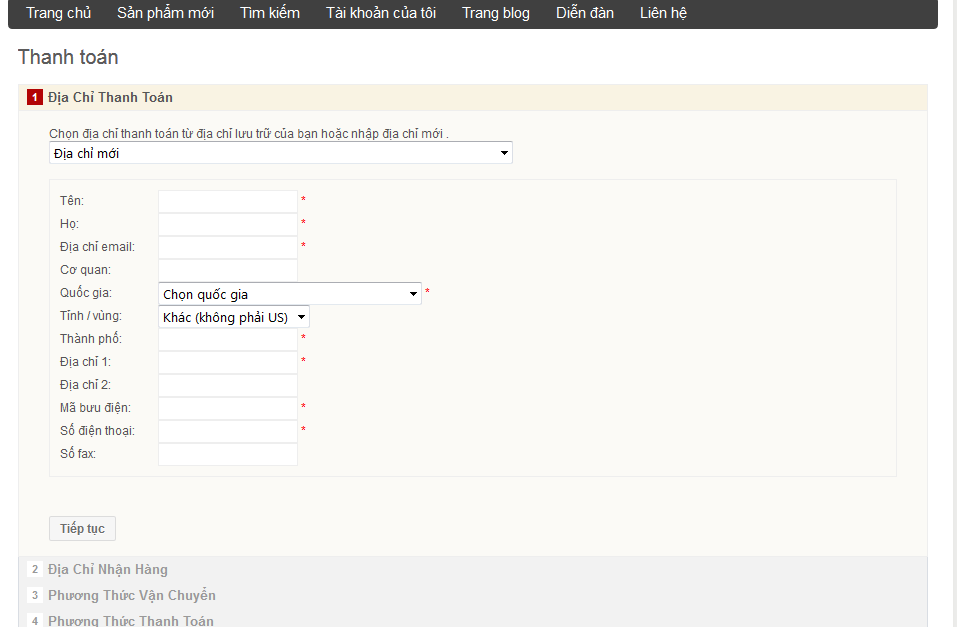 Trang chủ Sản phẩm mới Tìm kiếm Tài khoản của tôi Trang blog Diễn đàn Liên hệ
Thanh toán
1 Địa Chỉ Thanh Toán
Chọn địa chỉ thanh toán từ địa chỉ lưu trữ của bạn hoặc nhập địa chỉ mới .
Địa chỉ mới
Tên: *
Họ: *
Địa chỉ email: *
Cơ quan:
Quốc gia: Chọn quốc gia *
Tỉnh / vùng: Khác (không phải US)
Thành phố: *
Địa chỉ 1: *
Địa chỉ 2:
Mã bưu điện: *
Số điện thoại: *
Số fax:
Tiếp tục
2 Địa Chỉ Nhận Hàng
3 Phương Thức Vận Chuyển
4 Phương Thức Thanh Toán